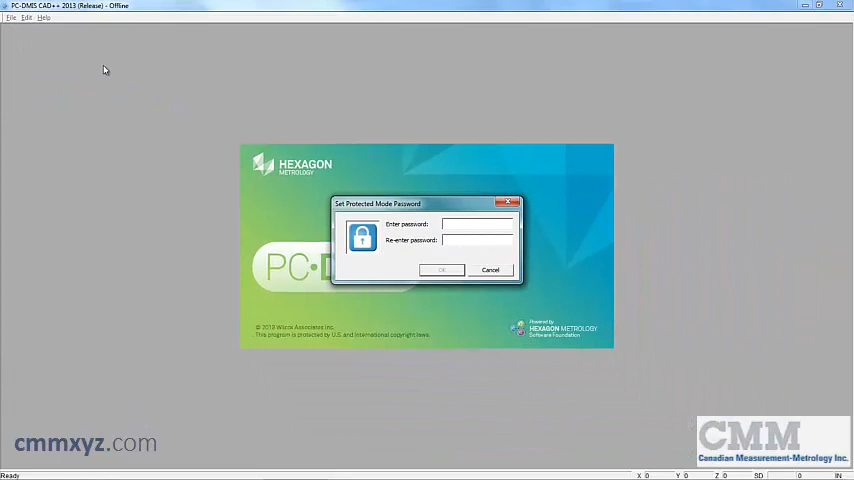 PC-DMIS CAD++ 2013 (Release) - Offline
File Edit Help
HEXAGON
METROLOGY
Set Protected Mode Password
Enter password:
Re-enter password:
OK Cancel
PC•D
© 2013 Wilcox Associates Inc.
This program is protected by U.S. and international copyright laws.
Powered by
HEXAGON METROLOGY
Software Foundation
cmmxyz.com
CMM
Canadian Measurement-Metrology Inc.
Ready X 0 Y 0 Z 0 SD 0 IN